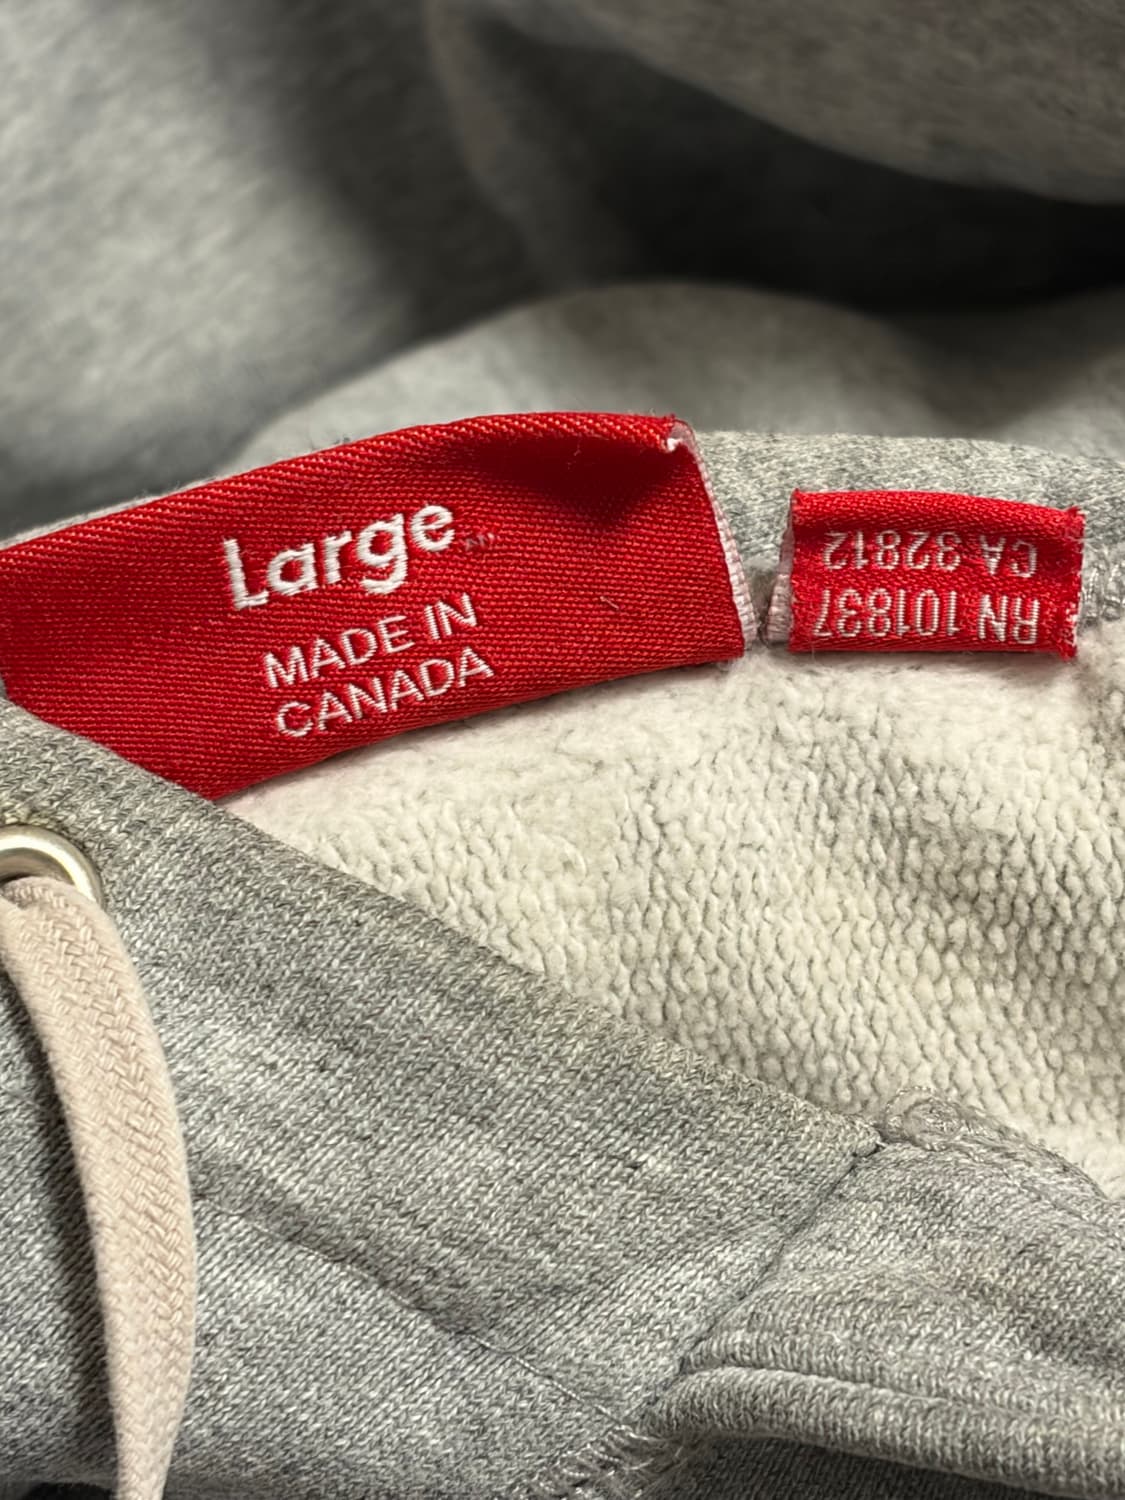 Large
MADE IN
CANADA
RN 101837
CA 32812